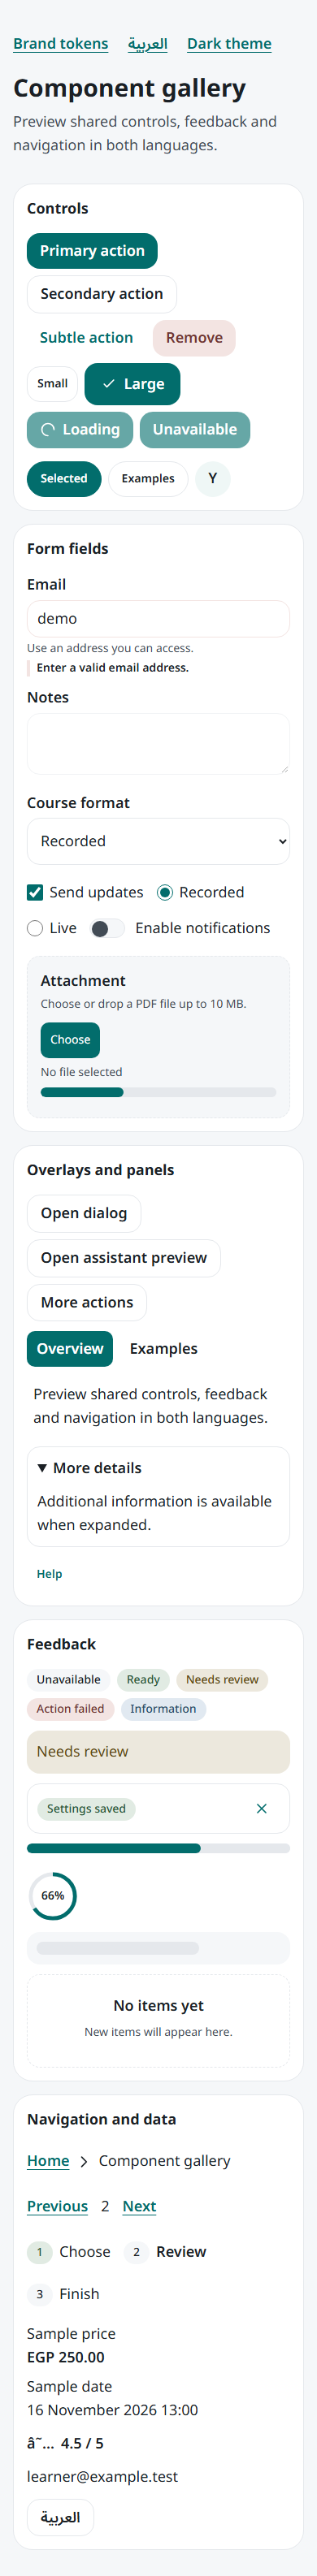 Brand tokens العربية Dark theme
Component gallery
Preview shared controls, feedback and
navigation in both languages.
Controls
Primary action
Secondary action
Subtle action Remove
Small Large
Loading Unavailable
Selected Examples Y
Form fields
Email
demo
Use an address you can access.
Enter a valid email address.
Notes
Course format
Recorded
Send updates Recorded
Live Enable notifications
Attachment
Choose or drop a PDF file up to 10 MB.
Choose
No file selected
Overlays and panels
Open dialog
Open assistant preview
More actions
Overview Examples
Preview shared controls, feedback
and navigation in both languages.
More details
Additional information is available
when expanded.
Help
Feedback
Unavailable Ready Needs review
Action failed Information
Needs review
Settings saved
66%
No items yet
New items will appear here.
Navigation and data
Home Component gallery
Previous 2 Next
1 Choose 2 Review
3 Finish
Sample price
EGP 250.00
Sample date
16 November 2026 13:00
â˜… 4.5 / 5
learner@example.test
العربية